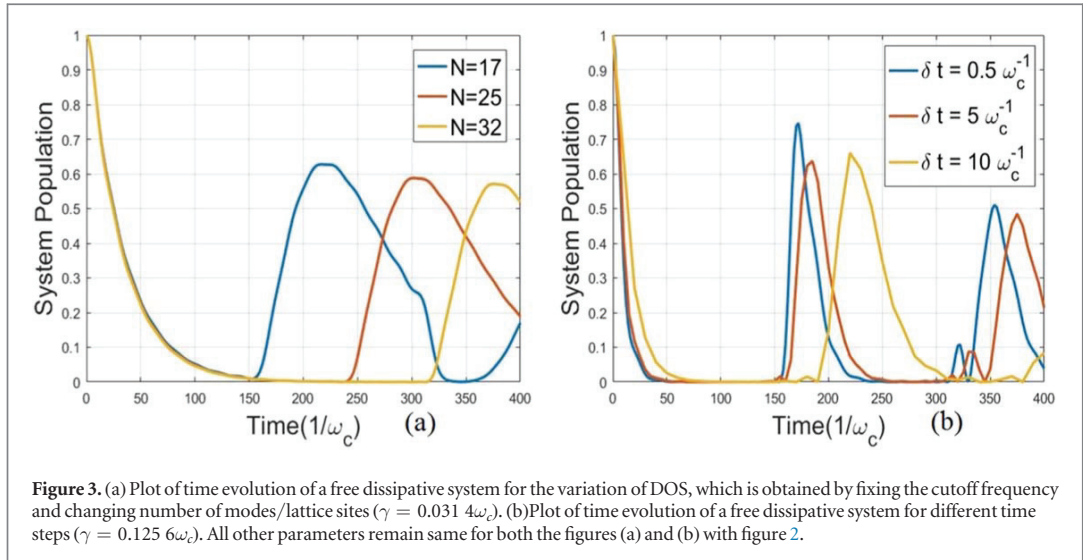 1
0.9
0.8
0.7
0.6
0.5
0.4
0.3
0.2
0.1
0
System Population
N=17
N=25
N=32
0 50 100 150 200 250 300 350 400
Time(1/ω_c) (a)
1
0.9
0.8
0.7
0.6
0.5
0.4
0.3
0.2
0.1
0
System Population
δ t = 0.5 ω_c^-1
δ t = 5 ω_c^-1
δ t = 10 ω_c^-1
0 50 100 150 200 250 300 350 400
Time(1/ω_c) (b)
Figure 3. (a) Plot of time evolution of a free dissipative system for the variation of DOS, which is obtained by fixing the cutoff frequency
and changing number of modes/lattice sites (γ = 0.031 4ω_c). (b)Plot of time evolution of a free dissipative system for different time
steps (γ = 0.125 6ω_c). All other parameters remain same for both the figures (a) and (b) with figure 2.